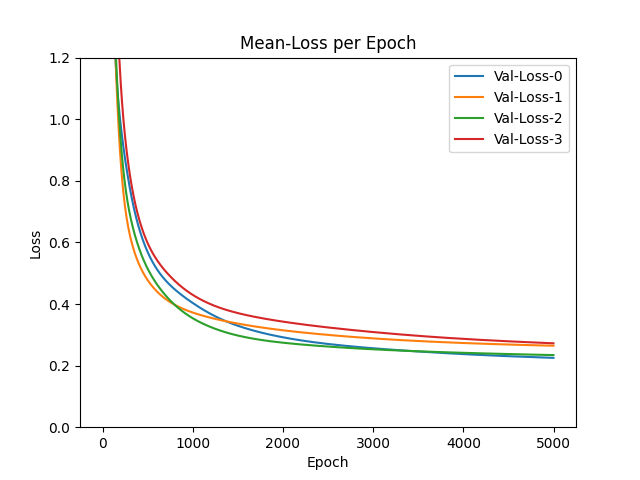 Mean-Loss per Epoch
1.2
1.0
0.8
0.6
0.4
0.2
0.0
Loss
Val-Loss-0
Val-Loss-1
Val-Loss-2
Val-Loss-3
0 1000 2000 3000 4000 5000
Epoch